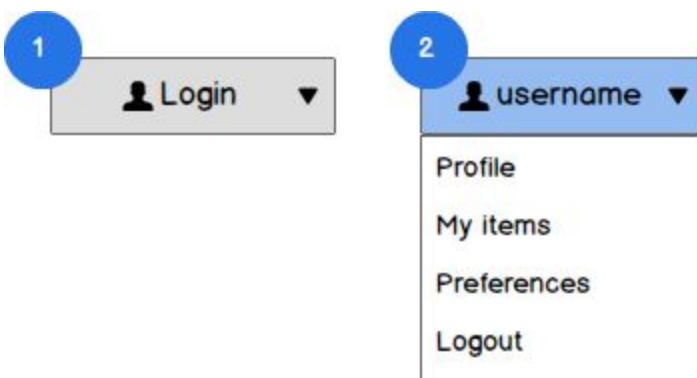 1
Login
2
username
Profile
My items
Preferences
Logout